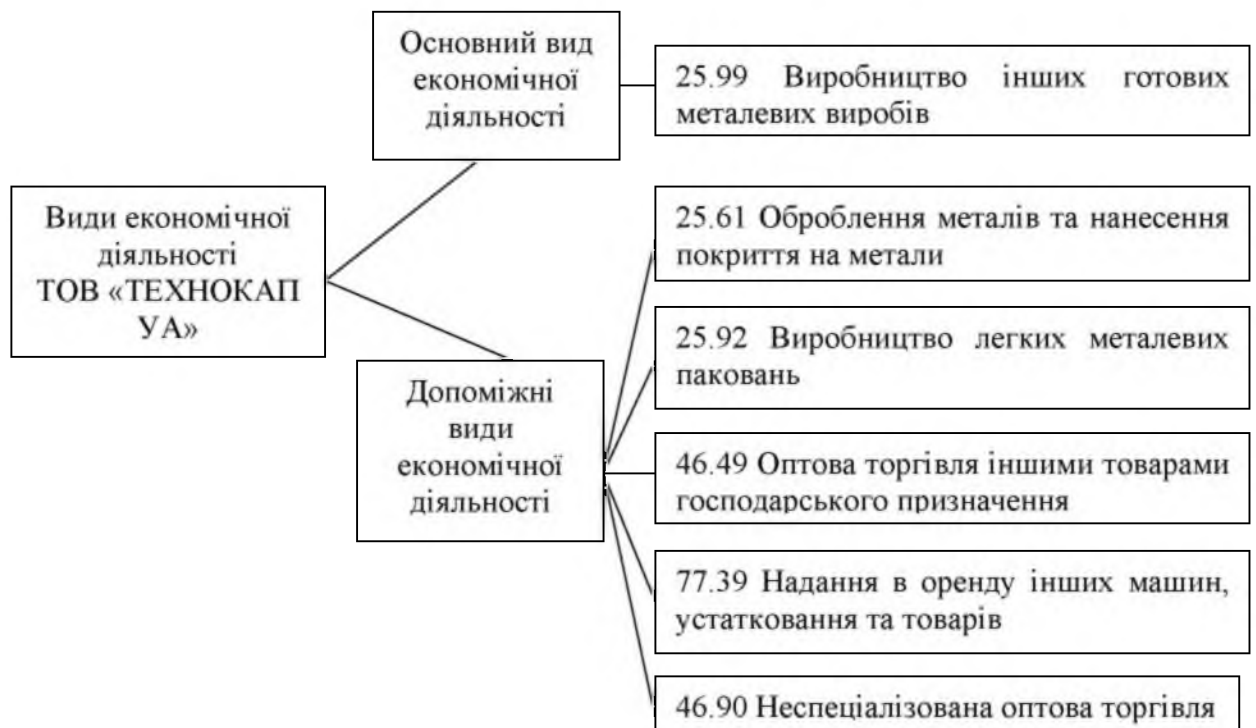 Основний вид
економічної
діяльності
25.99 Виробництво інших готових
металевих виробів
Види економічної
діяльності
ТОВ «ТЕХНОКАП
УА»
25.61 Оброблення металів та нанесення
покриття на метали
25.92 Виробництво легких металевих
паковань
Допоміжні
види
економічної
діяльності
46.49 Оптова торгівля іншими товарами
господарського призначення
77.39 Надання в оренду інших машин,
устатковання та товарів
46.90 Неспеціалізована оптова торгівля